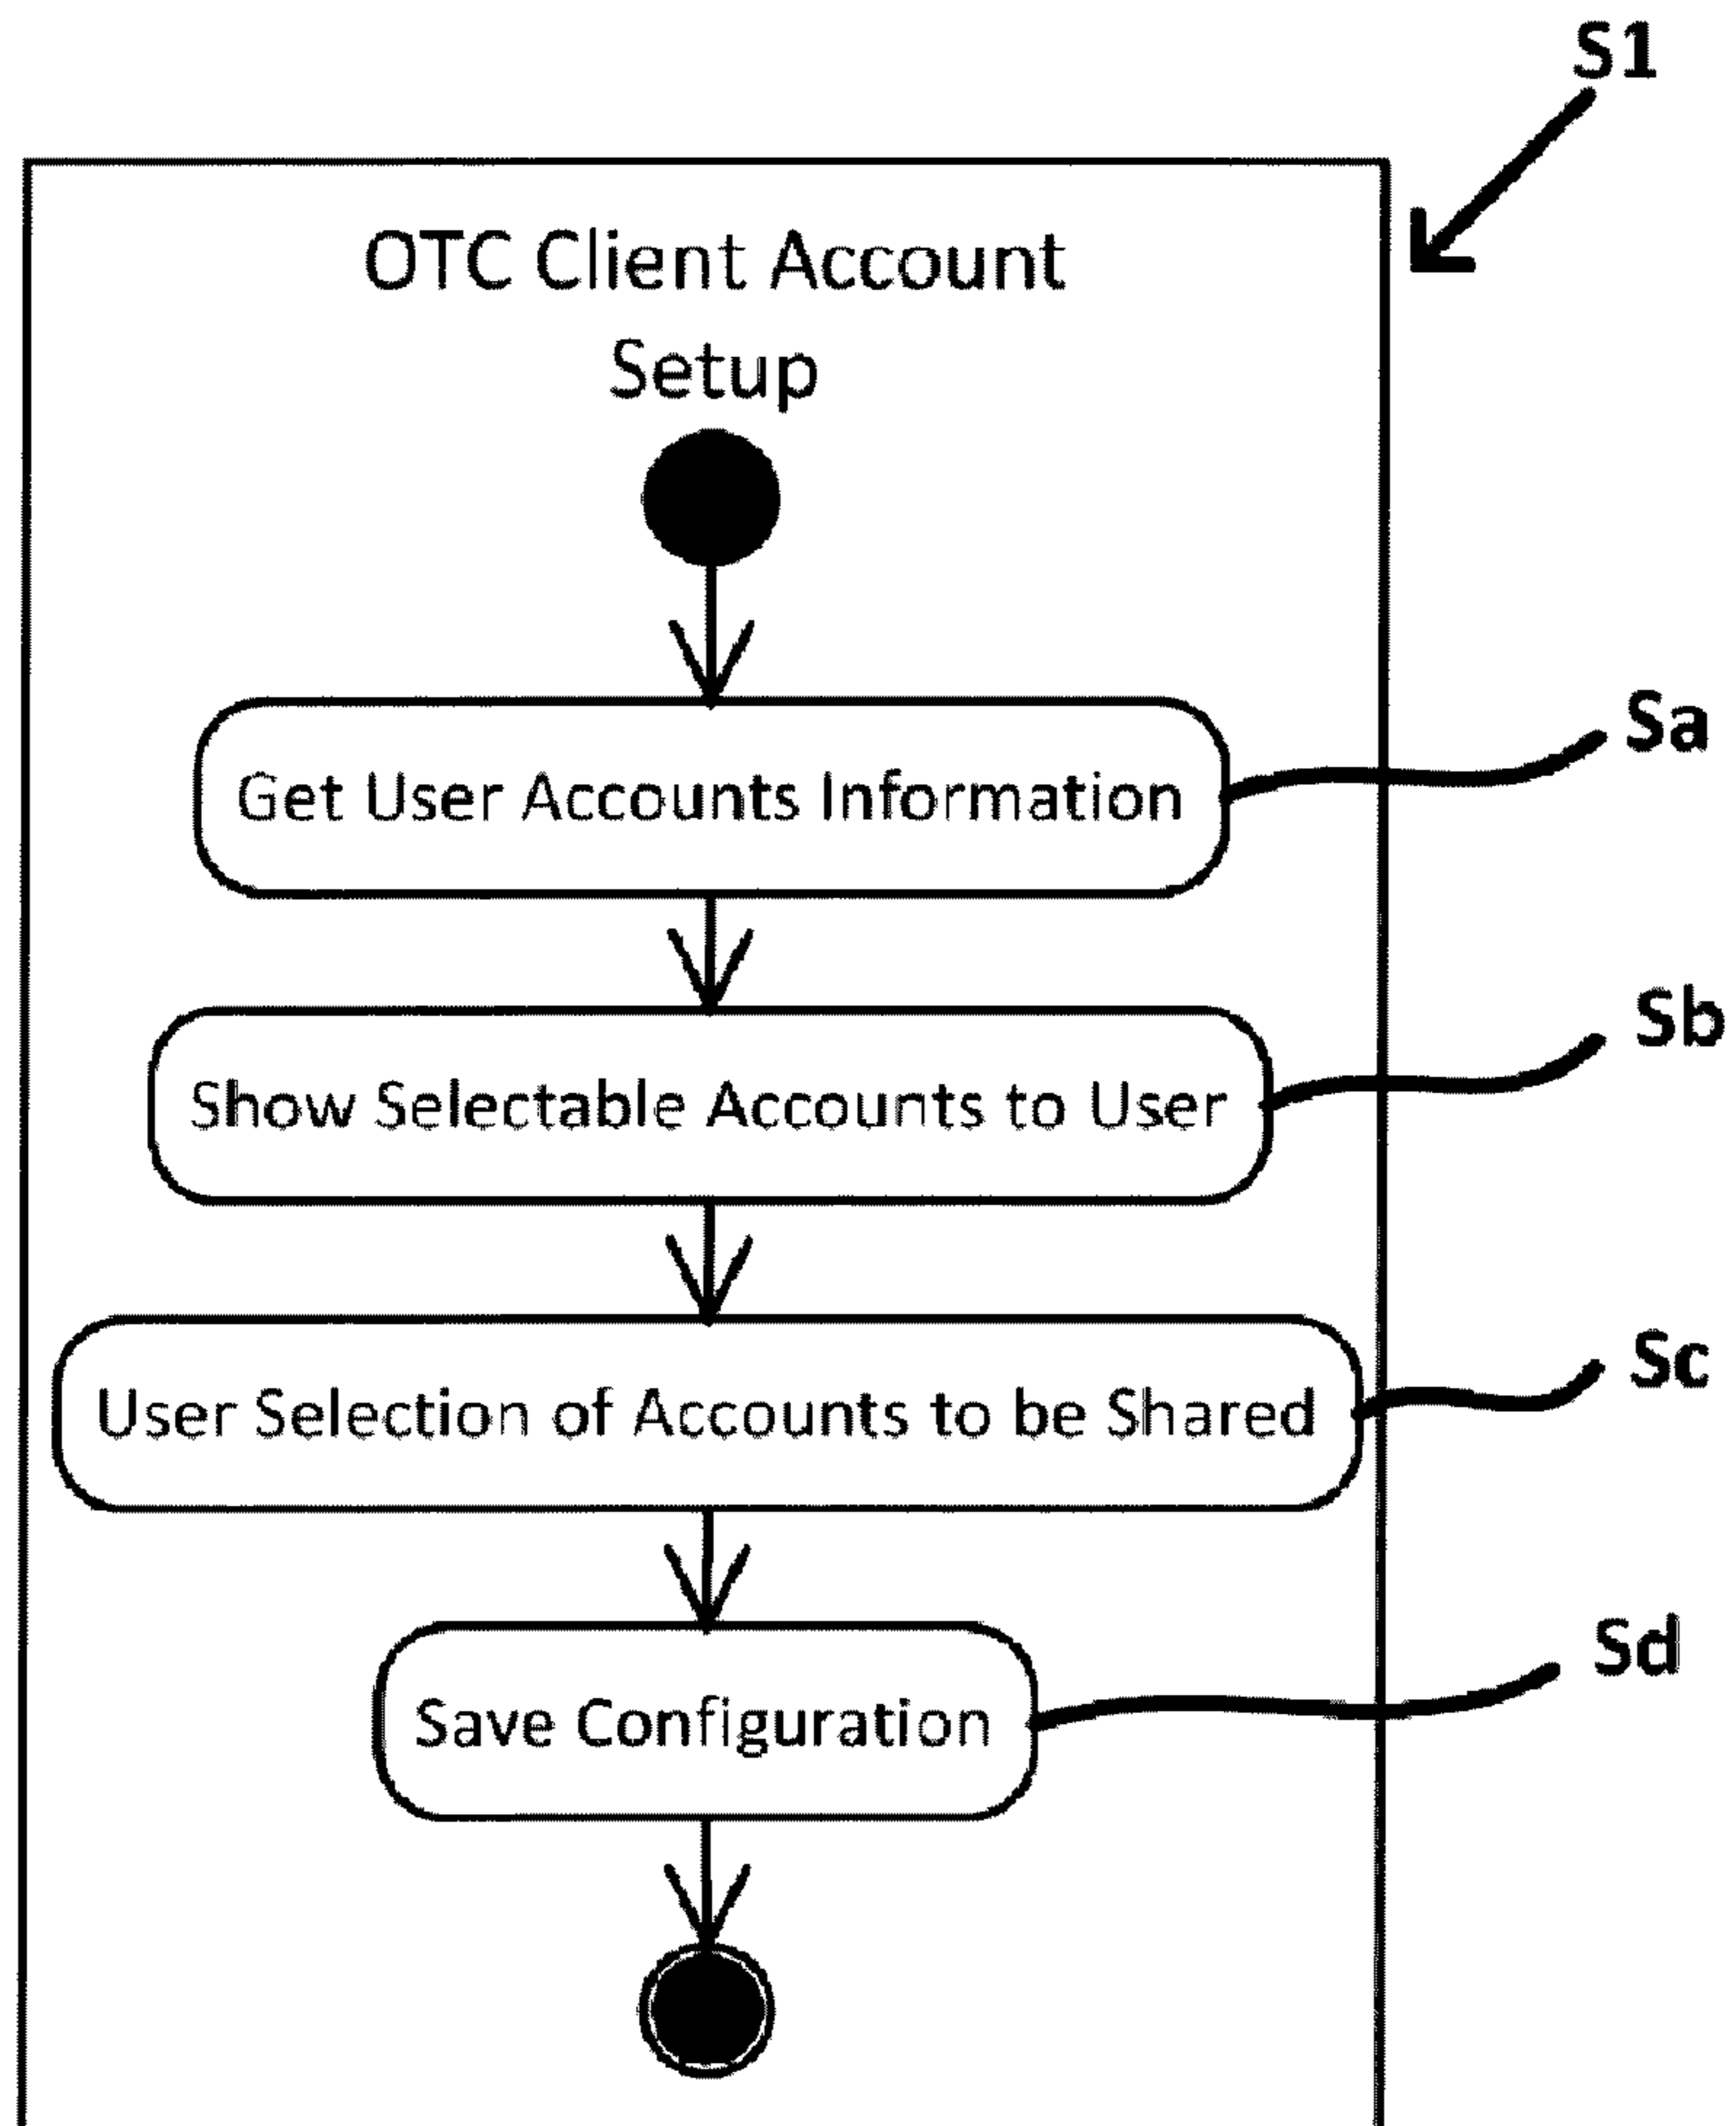 S1
OTC Client Account
Setup
Get User Accounts Information
Sa
Show Selectable Accounts to User
Sb
User Selection of Accounts to be Shared
Sc
Save Configuration
Sd